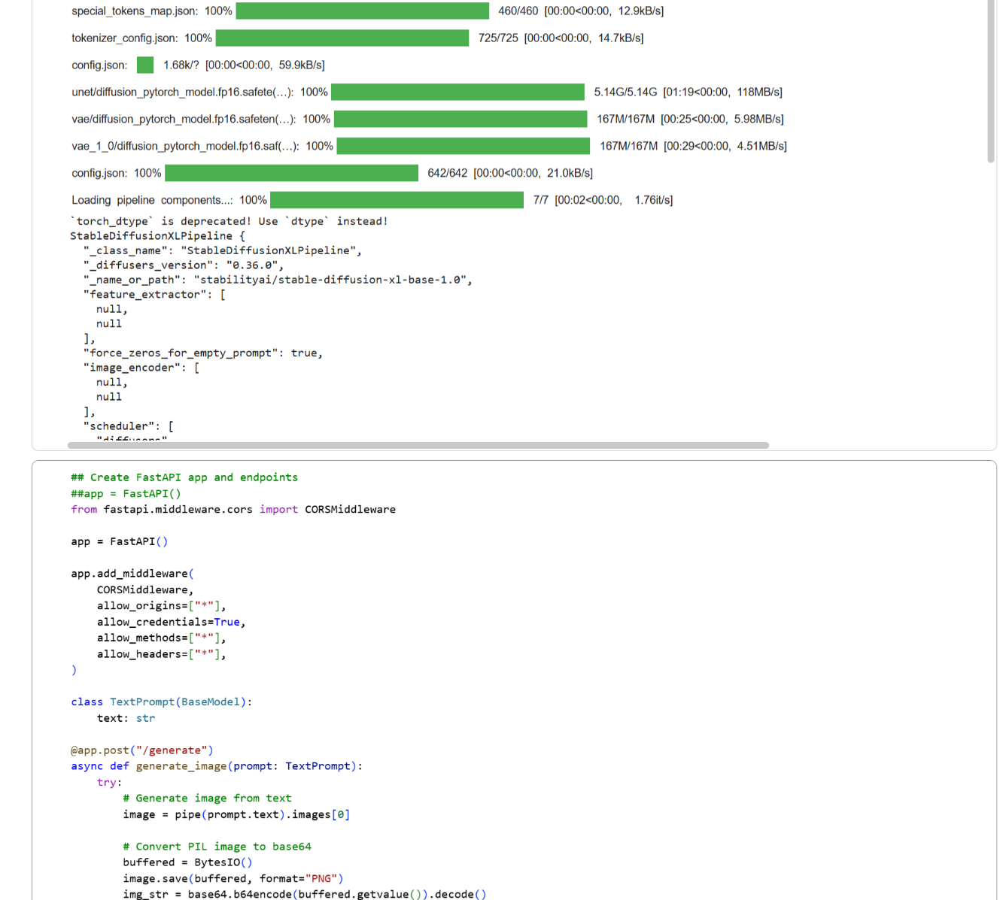 special_tokens_map.json: 100% 460/460 [00:00<00:00, 12.9kB/s]
tokenizer_config.json: 100% 725/725 [00:00<00:00, 14.7kB/s]
config.json: 1.68k/? [00:00<00:00, 59.9kB/s]
unet/diffusion_pytorch_model.fp16.safete(…): 100% 5.14G/5.14G [01:19<00:00, 118MB/s]
vae/diffusion_pytorch_model.fp16.safeten(…): 100% 167M/167M [00:25<00:00, 5.98MB/s]
vae_1_0/diffusion_pytorch_model.fp16.saf(…): 100% 167M/167M [00:29<00:00, 4.51MB/s]
config.json: 100% 642/642 [00:00<00:00, 21.0kB/s]
Loading pipeline components...: 100% 7/7 [00:02<00:00, 1.76it/s]
`torch_dtype` is deprecated! Use `dtype` instead!
StableDiffusionXLPipeline {
  "_class_name": "StableDiffusionXLPipeline",
  "_diffusers_version": "0.36.0",
  "_name_or_path": "stabilityai/stable-diffusion-xl-base-1.0",
  "feature_extractor": [
    null,
    null
  ],
  "force_zeros_for_empty_prompt": true,
  "image_encoder": [
    null,
    null
  ],
  "scheduler": [
    "diffusers"
## Create FastAPI app and endpoints
##app = FastAPI()
from fastapi.middleware.cors import CORSMiddleware
app = FastAPI()
app.add_middleware(
    CORSMiddleware,
    allow_origins=["*"],
    allow_credentials=True,
    allow_methods=["*"],
    allow_headers=["*"],
)
class TextPrompt(BaseModel):
    text: str
@app.post("/generate")
async def generate_image(prompt: TextPrompt):
    try:
        # Generate image from text
        image = pipe(prompt.text).images[0]
        # Convert PIL image to base64
        buffered = BytesIO()
        image.save(buffered, format="PNG")
        img_str = base64.b64encode(buffered.getvalue()).decode()